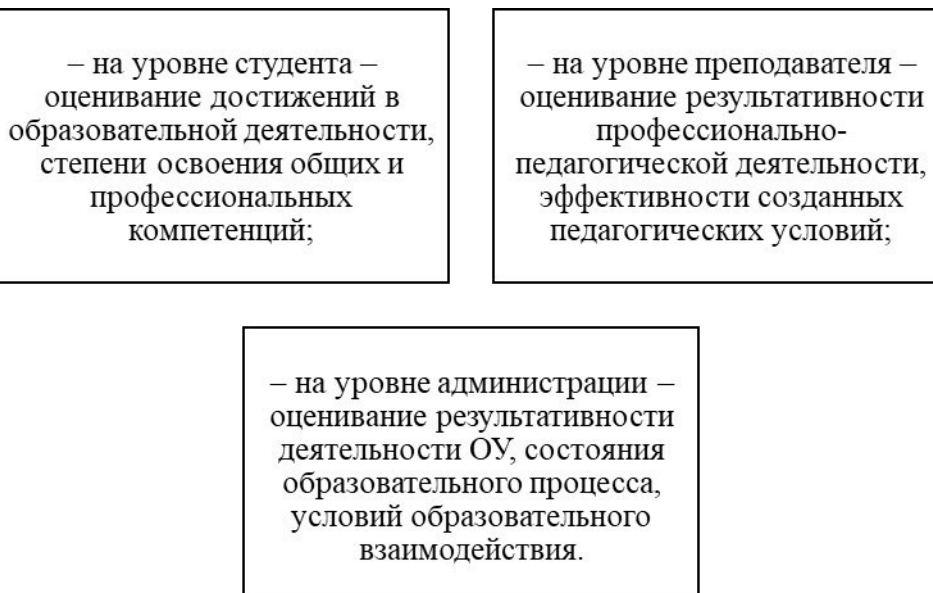 – на уровне студента –
оценивание достижений в
образовательной деятельности,
степени освоения общих и
профессиональных
компетенций;
– на уровне преподавателя –
оценивание результативности
профессионально-
педагогической деятельности,
эффективности созданных
педагогических условий;
– на уровне администрации –
оценивание результативности
деятельности ОУ, состояния
образовательного процесса,
условий образовательного
взаимодействия.